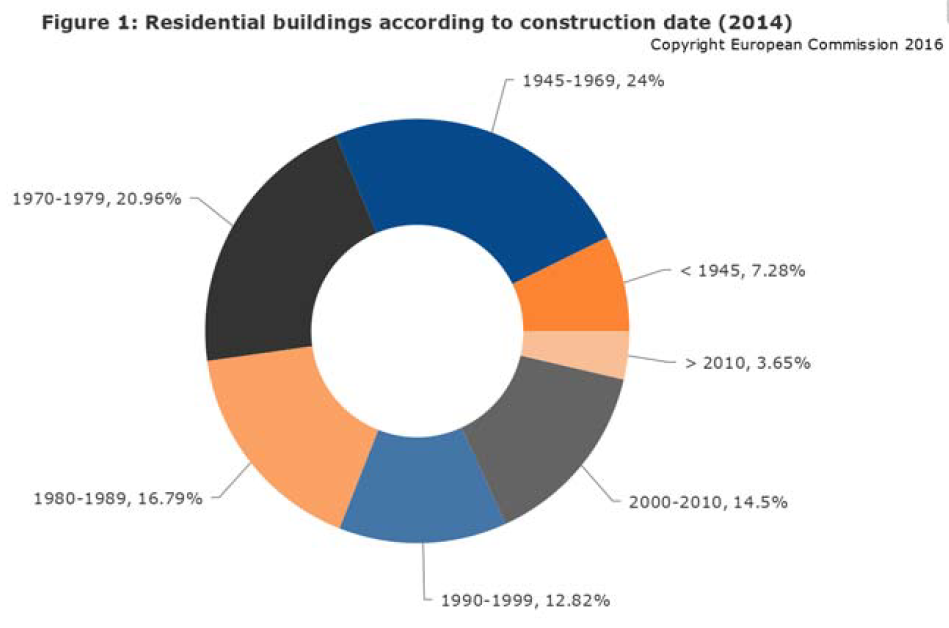 Figure 1: Residential buildings according to construction date (2014)
Copyright European Commission 2016
1945-1969, 24%
1970-1979, 20.96%
< 1945, 7.28%
> 2010, 3.65%
1980-1989, 16.79%
2000-2010, 14.5%
1990-1999, 12.82%